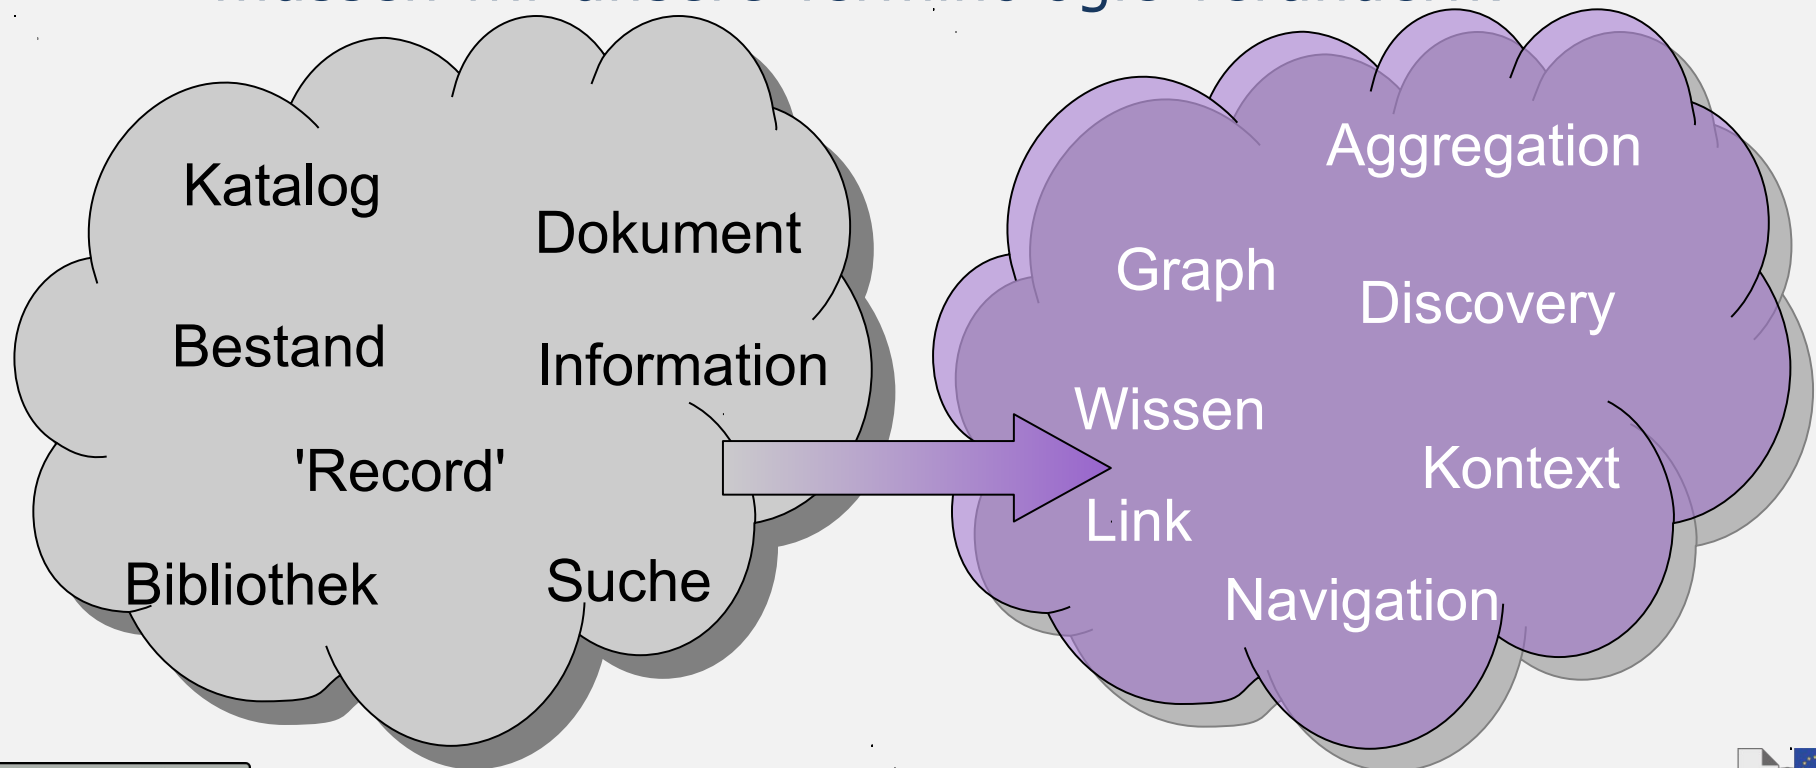 Katalog
Dokument
Bestand
Information
'Record'
Bibliothek
Suche
Aggregation
Graph
Discovery
Wissen
Kontext
Link
Navigation